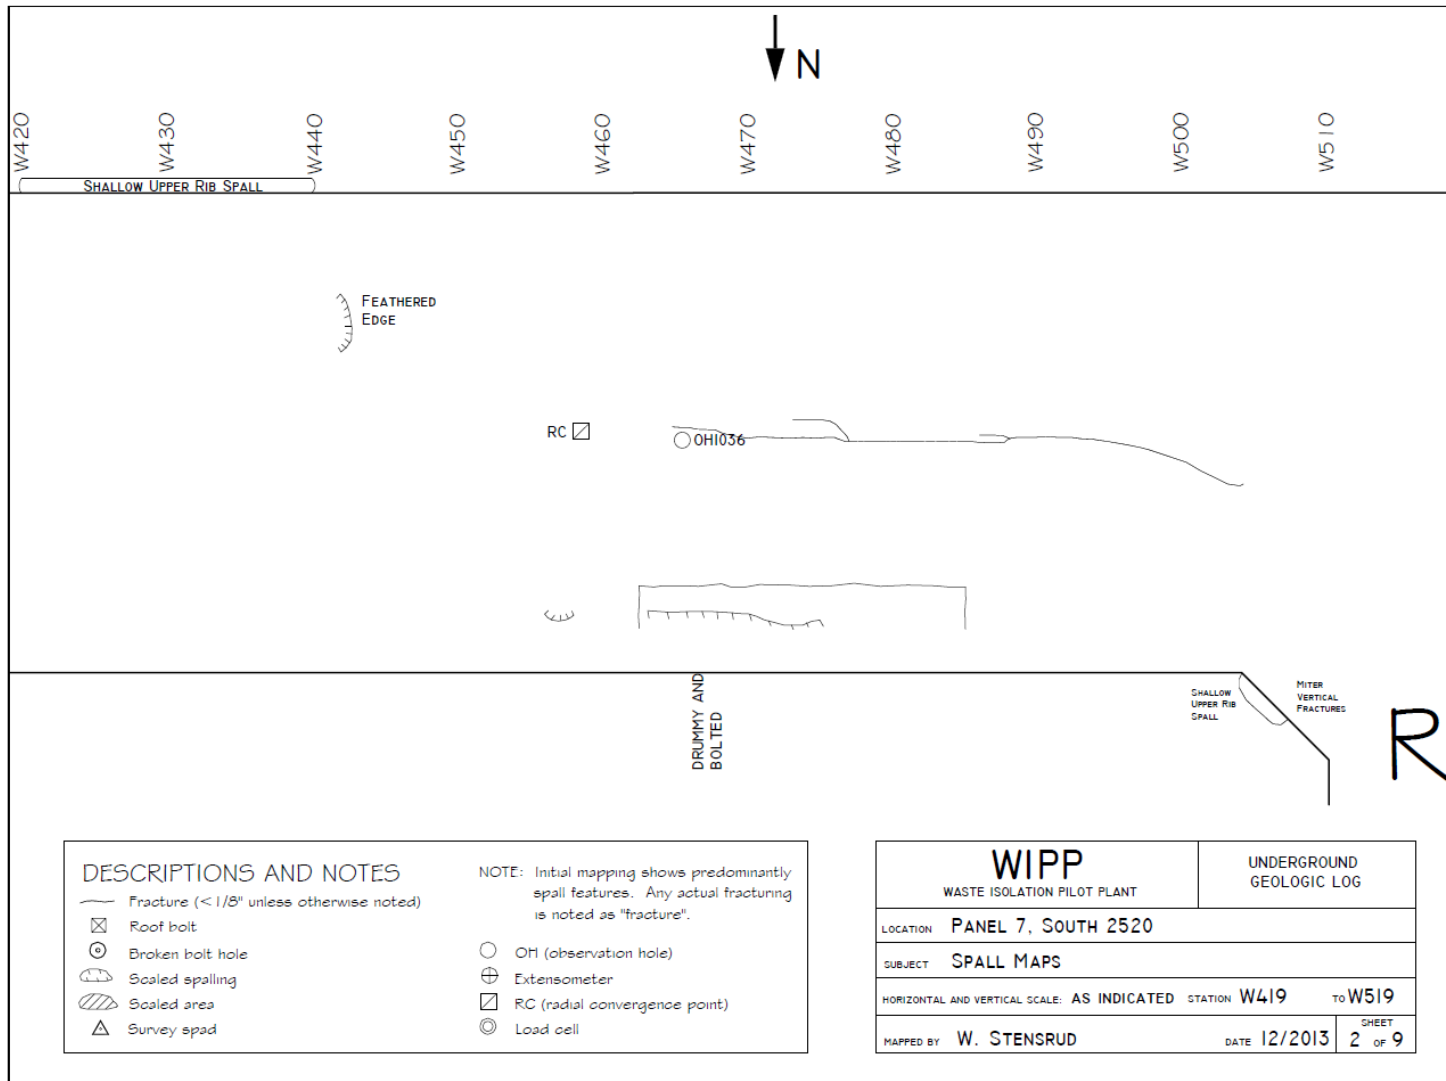 N
W420
W430
W440
W450
W460
W470
W480
W490
W500
W510
SHALLOW UPPER RIB SPALL
FEATHERED
EDGE
RC
OH1036
DRUMMY AND
BOLTED
SHALLOW
UPPER RIB
SPALL
MITER
VERTICAL
FRACTURES
R
DESCRIPTIONS AND NOTES
Fracture (<1/8" unless otherwise noted)
Roof bolt
Broken bolt hole
Scaled spalling
Scaled area
Survey spad
NOTE: Initial mapping shows predominantly
spall features. Any actual fracturing
is noted as "fracture".
OH (observation hole)
Extensometer
RC (radial convergence point)
Load cell
WIPP
WASTE ISOLATION PILOT PLANT
UNDERGROUND
GEOLOGIC LOG
LOCATION PANEL 7, SOUTH 2520
SUBJECT SPALL MAPS
HORIZONTAL AND VERTICAL SCALE: AS INDICATED STATION W419 TO W519
MAPPED BY W. STENSRUD DATE 12/2013
SHEET
2 OF 9